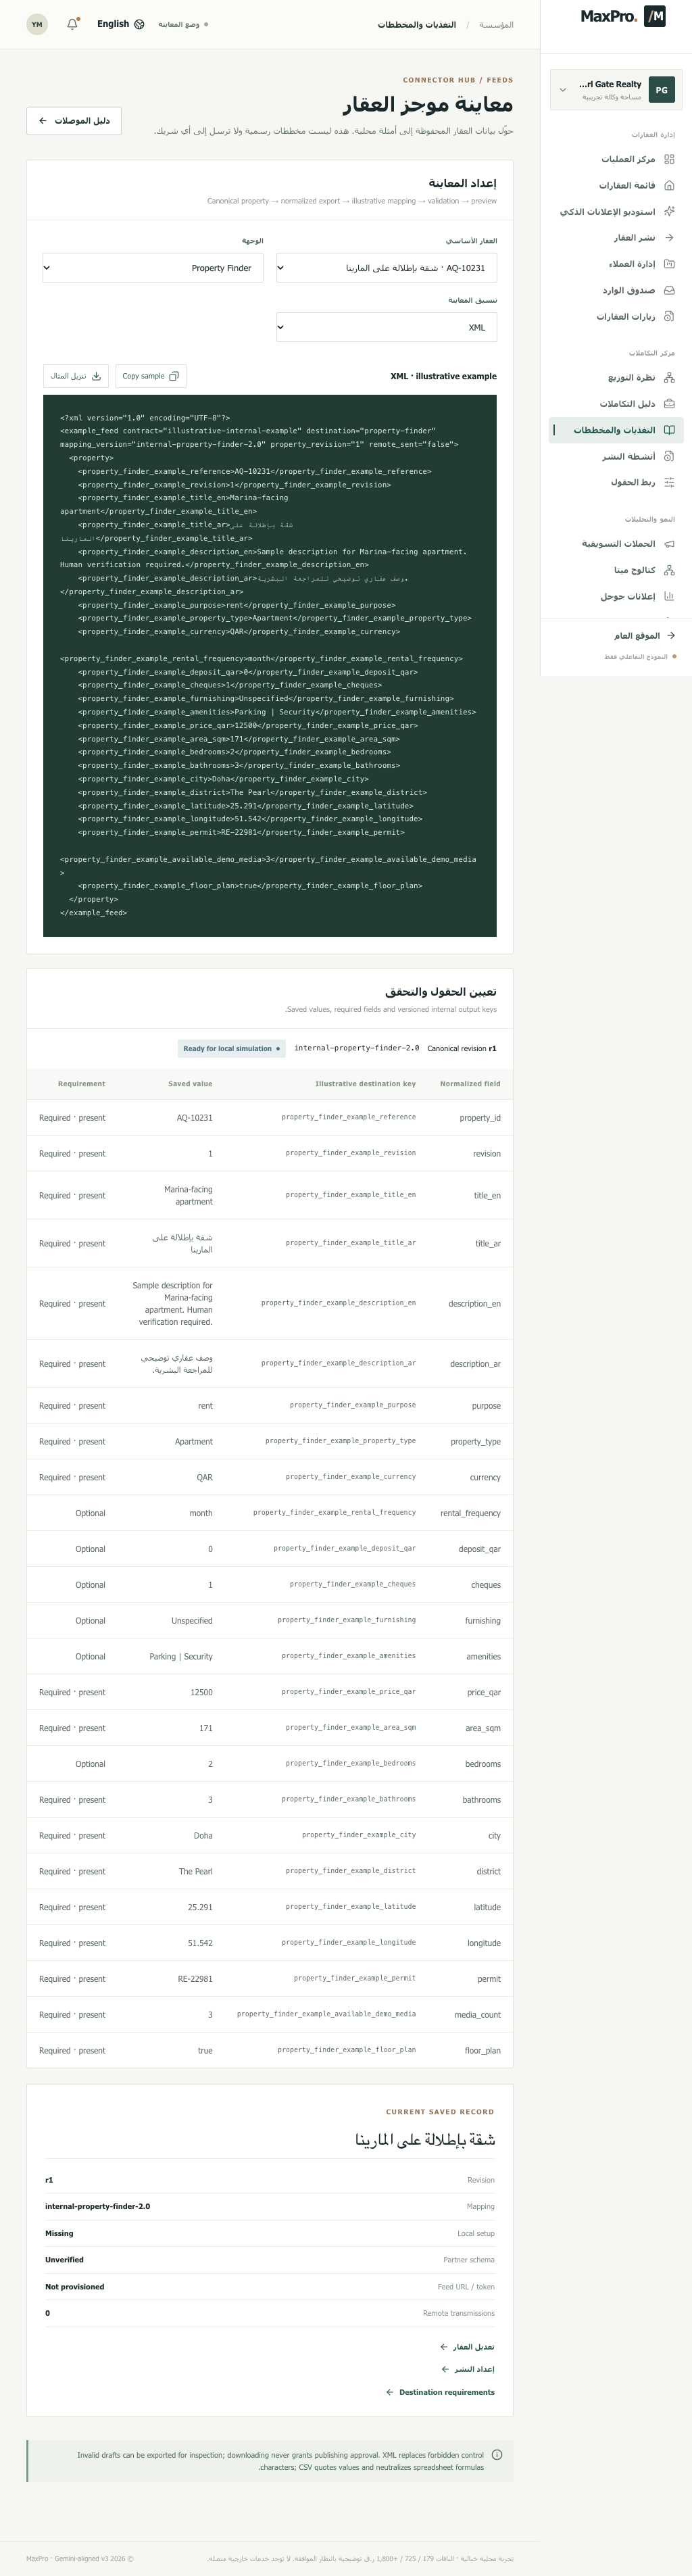 MaxPro. /M
PG
...rl Gate Realty
مساحة وكالة تجريبية
إدارة العقارات
مركز العمليات
قائمة العقارات
استوديو الإعلانات الذكي
نشر العقار
إدارة العملاء
صندوق الوارد
زيارات العقارات
مركز التكاملات
نظرة التوزيع
دليل التكاملات
التغذيات والمخططات
أنشطة النشر
ربط الحقول
النمو والتحليلات
الحملات التسويقية
كتالوج ميتا
إعلانات جوجل
الموقع العام
النموذج التفاعلي فقط
المؤسسة / التغذيات والمخططات
وضع المعاينة
English
YM
CONNECTOR HUB / FEEDS
معاينة موجز العقار
حوّل بيانات العقار المحفوظة إلى أمثلة محلية. هذه ليست مخططات رسمية ولا ترسل إلى أي شريك.
دليل الموصلات
إعداد المعاينة
Canonical property → normalized export → illustrative mapping → validation → preview
العقار الأساسي
AQ-10231 · شقة بإطلالة على المارينا
الوجهة
Property Finder
تنسيق المعاينة
XML
XML · illustrative example
Copy sample
تنزيل المثال
<?xml version="1.0" encoding="UTF-8"?>
<example_feed contract="illustrative-internal-example" destination="property-finder"
mapping_version="internal-property-finder-2.0" property_revision="1" remote_sent="false">
<property>
<property_finder_example_reference>AQ-10231</property_finder_example_reference>
<property_finder_example_revision>1</property_finder_example_revision>
<property_finder_example_title_en>Marina-facing
apartment</property_finder_example_title_en>
<property_finder_example_title_ar>شقة بإطلالة على
المارينا</property_finder_example_title_ar>
<property_finder_example_description_en>Sample description for Marina-facing apartment.
Human verification required.</property_finder_example_description_en>
<property_finder_example_description_ar>وصف عقاري توضيحي للمراجعة البشرية.
</property_finder_example_description_ar>
<property_finder_example_purpose>rent</property_finder_example_purpose>
<property_finder_example_property_type>Apartment</property_finder_example_property_type>
<property_finder_example_currency>QAR</property_finder_example_currency>
<property_finder_example_rental_frequency>month</property_finder_example_rental_frequency>
<property_finder_example_deposit_qar>0</property_finder_example_deposit_qar>
<property_finder_example_cheques>1</property_finder_example_cheques>
<property_finder_example_furnishing>Unspecified</property_finder_example_furnishing>
<property_finder_example_amenities>Parking | Security</property_finder_example_amenities>
<property_finder_example_price_qar>12500</property_finder_example_price_qar>
<property_finder_example_area_sqm>171</property_finder_example_area_sqm>
<property_finder_example_bedrooms>2</property_finder_example_bedrooms>
<property_finder_example_bathrooms>3</property_finder_example_bathrooms>
<property_finder_example_city>Doha</property_finder_example_city>
<property_finder_example_district>The Pearl</property_finder_example_district>
<property_finder_example_latitude>25.291</property_finder_example_latitude>
<property_finder_example_longitude>51.542</property_finder_example_longitude>
<property_finder_example_permit>RE-22981</property_finder_example_permit>
<property_finder_example_available_demo_media>3</property_finder_example_available_demo_media
>
<property_finder_example_floor_plan>true</property_finder_example_floor_plan>
</property>
</example_feed>
تعيين الحقول والتحقق
Saved values, required fields and versioned internal output keys.
Canonical revision r1 internal-property-finder-2.0 Ready for local simulation
Normalized field Illustrative destination key Saved value Requirement
property_id property_finder_example_reference AQ-10231 Required · present
revision property_finder_example_revision 1 Required · present
title_en property_finder_example_title_en Marina-facing apartment Required · present
title_ar property_finder_example_title_ar شقة بإطلالة على المارينا Required · present
description_en property_finder_example_description_en Sample description for Marina-facing apartment. Human verification required. Required · present
description_ar property_finder_example_description_ar وصف عقاري توضيحي للمراجعة البشرية. Required · present
purpose property_finder_example_purpose rent Required · present
property_type property_finder_example_property_type Apartment Required · present
currency property_finder_example_currency QAR Required · present
rental_frequency property_finder_example_rental_frequency month Optional
deposit_qar property_finder_example_deposit_qar 0 Optional
cheques property_finder_example_cheques 1 Optional
furnishing property_finder_example_furnishing Unspecified Optional
amenities property_finder_example_amenities Parking | Security Optional
price_qar property_finder_example_price_qar 12500 Required · present
area_sqm property_finder_example_area_sqm 171 Required · present
bedrooms property_finder_example_bedrooms 2 Optional
bathrooms property_finder_example_bathrooms 3 Required · present
city property_finder_example_city Doha Required · present
district property_finder_example_district The Pearl Required · present
latitude property_finder_example_latitude 25.291 Required · present
longitude property_finder_example_longitude 51.542 Required · present
permit property_finder_example_permit RE-22981 Required · present
media_count property_finder_example_available_demo_media 3 Required · present
floor_plan property_finder_example_floor_plan true Required · present
CURRENT SAVED RECORD
شقة بإطلالة على المارينا
Revision r1
Mapping internal-property-finder-2.0
Local setup Missing
Partner schema Unverified
Feed URL / token Not provisioned
Remote transmissions 0
تعديل العقار
إعداد النشر
Destination requirements
Invalid drafts can be exported for inspection; downloading never grants publishing approval. XML replaces forbidden control
characters; CSV quotes values and neutralizes spreadsheet formulas.
تجربة محلية خيالية · الباقات 179 / 725 / +1,800 ر.ق توضيحية بانتظار الموافقة. لا توجد خدمات خارجية متصلة.
© 2026 MaxPro · Gemini-aligned v3